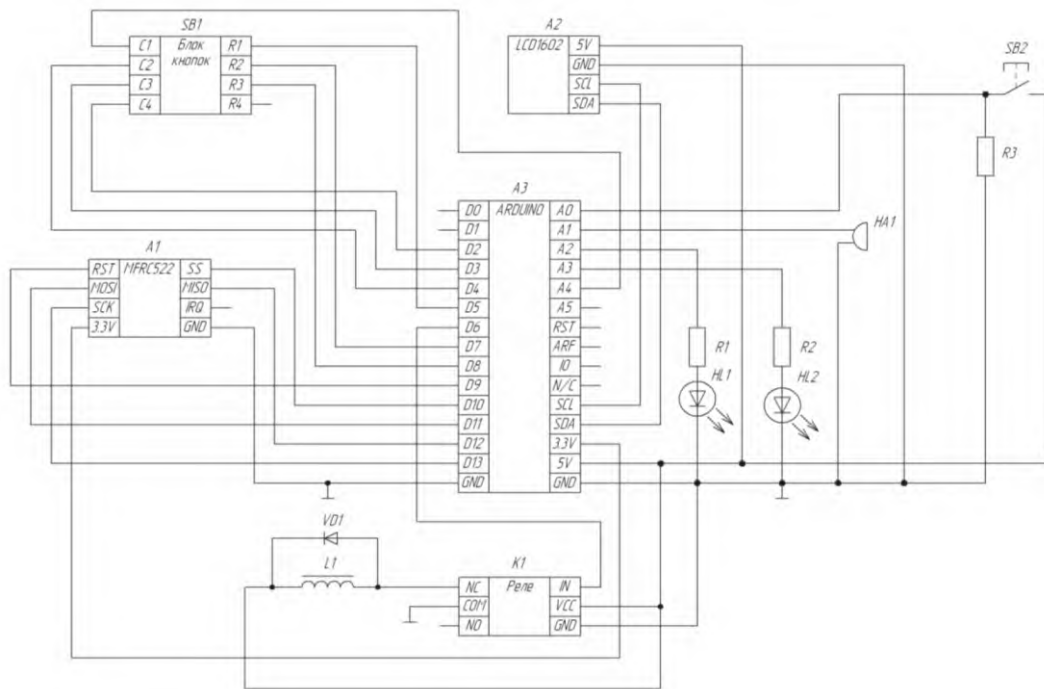 SB1
C1 Блок R1
C2 кнопок R2
C3 R3
C4 R4
A2
LCD1602 5V
GND
SCL
SDA
SB2
R3
HA1
A1
RST MFRC522 SS
MOSI MISO
SCK IRQ
3.3V GND
A3
D0 ARDUINO A0
D1 A1
D2 A2
D3 A3
D4 A4
D5 A5
D6 RST
D7 ARF
D8 IO
D9 N/C
D10 SCL
D11 SDA
D12 3.3V
D13 5V
GND GND
R1
HL1
R2
HL2
VD1
L1
K1
NC Реле IN
COM VCC
NO GND